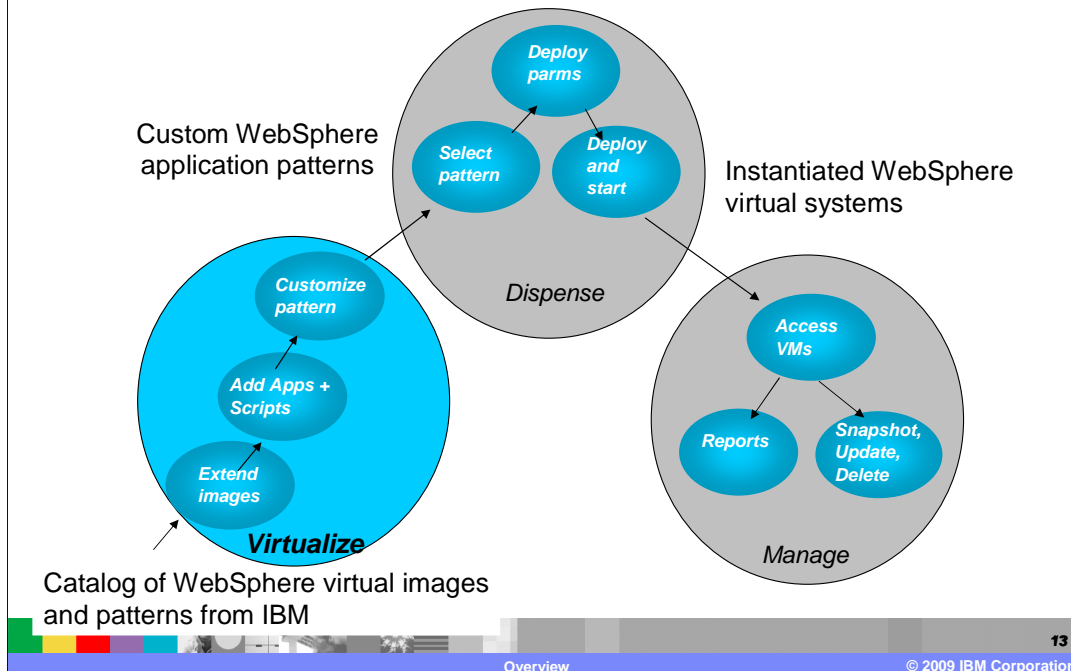 Deploy
parms
Custom WebSphere
application patterns
Select
pattern
Deploy
and
start
Instantiated WebSphere
virtual systems
Dispense
Customize
pattern
Add Apps +
Scripts
Extend
images
Virtualize
Access
VMs
Reports
Snapshot,
Update,
Delete
Manage
Catalog of WebSphere virtual images
and patterns from IBM
13
Overview
© 2009 IBM Corporation